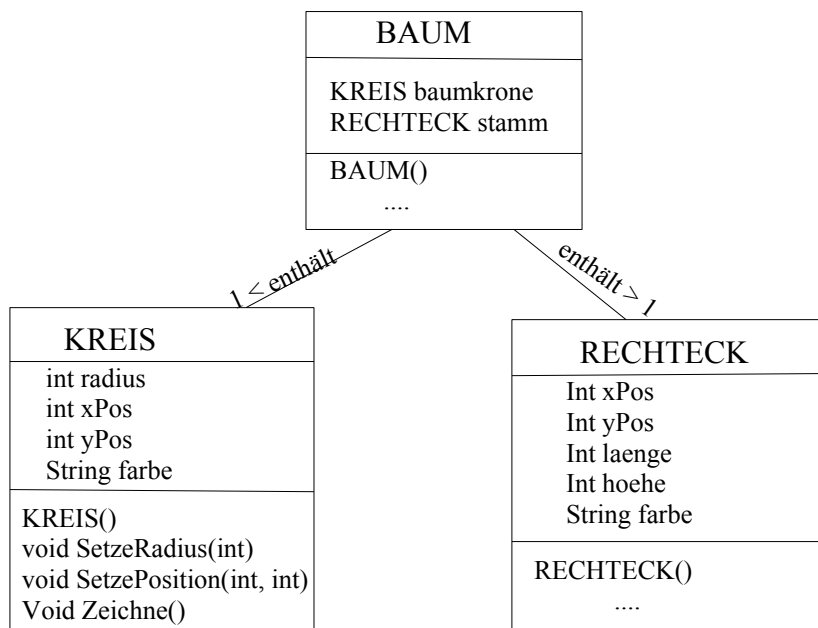 BAUM
KREIS baumkrone
RECHTECK stamm
BAUM()
....
1 < enthält
enthält > 1
KREIS
int radius
int xPos
int yPos
String farbe
KREIS()
void SetzeRadius(int)
void SetzePosition(int, int)
Void Zeichne()
RECHTECK
Int xPos
Int yPos
Int laenge
Int hoehe
String farbe
RECHTECK()
....